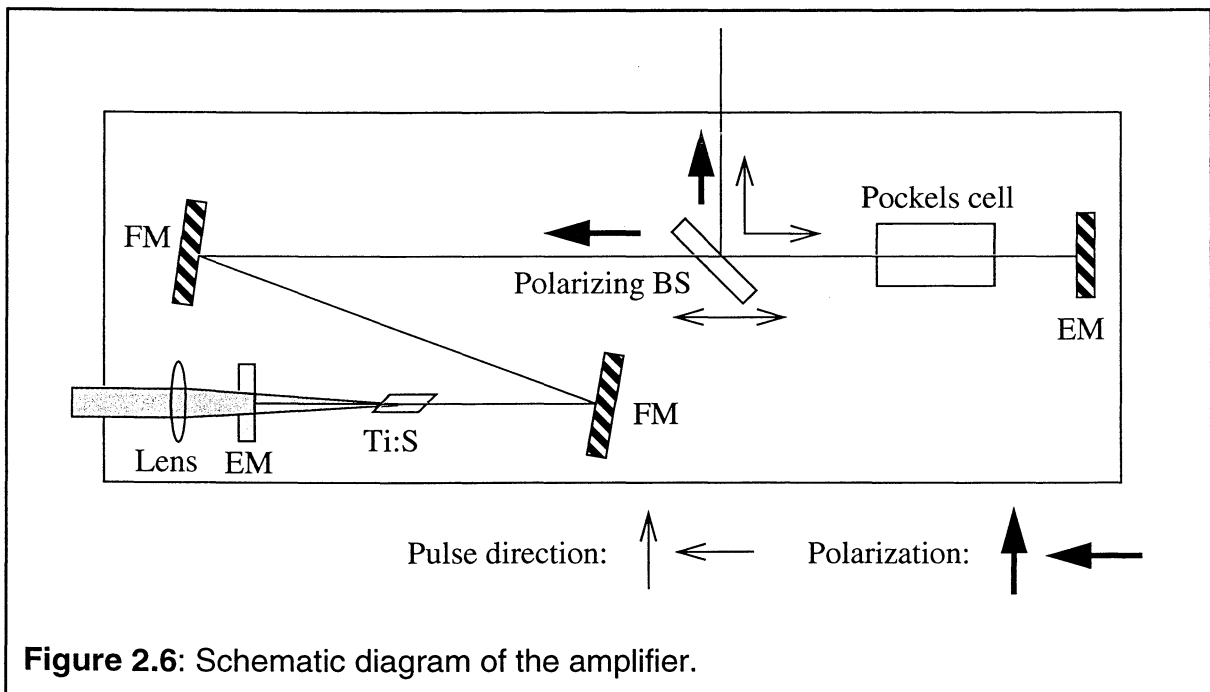 Pockels cell
FM
Polarizing BS
EM
FM
Ti:S
Lens EM
Pulse direction: Polarization:
Figure 2.6: Schematic diagram of the amplifier.